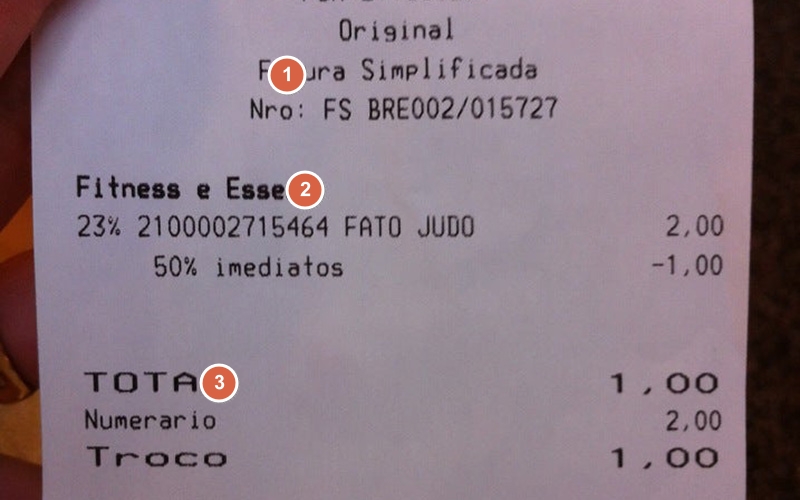 Original
Simplificada
Nro: FS BRE002/015727
Fitness e
23% 2100002715464 FATO JUDO 2,00
50% imediatos -1,00
1,00
Numerario 2,00
Troco 1,00